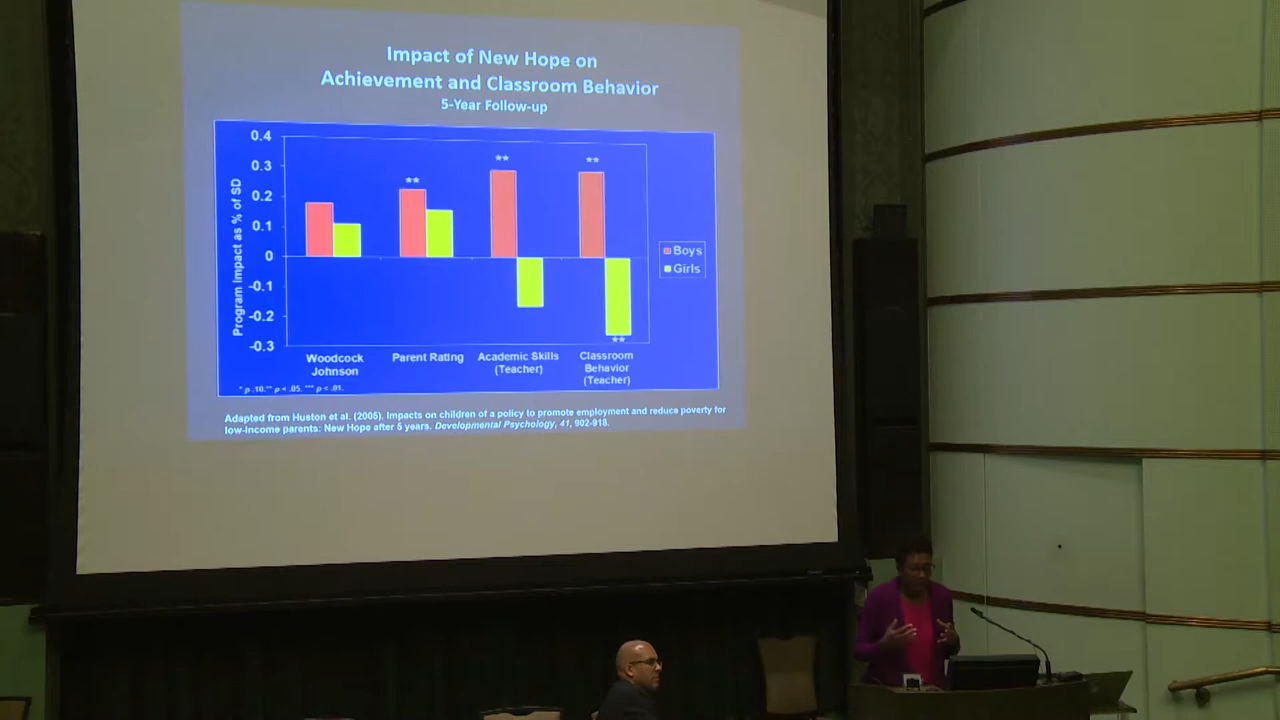 Impact of New Hope on
Achievement and Classroom Behavior
5-Year Follow-up
Program Impact as % of SD
0.4
0.3
0.2
0.1
0
-0.1
-0.2
-0.3
**
**
**
**
Boys
Girls
Woodcock
Johnson
Parent Rating
Academic Skills
(Teacher)
Classroom
Behavior
(Teacher)
* p .10. ** p < .05. *** p < .01.
Adapted from Huston et al. (2005). Impacts on children of a policy to promote employment and reduce poverty for
low-income parents: New Hope after 5 years. Developmental Psychology, 41, 902-918.